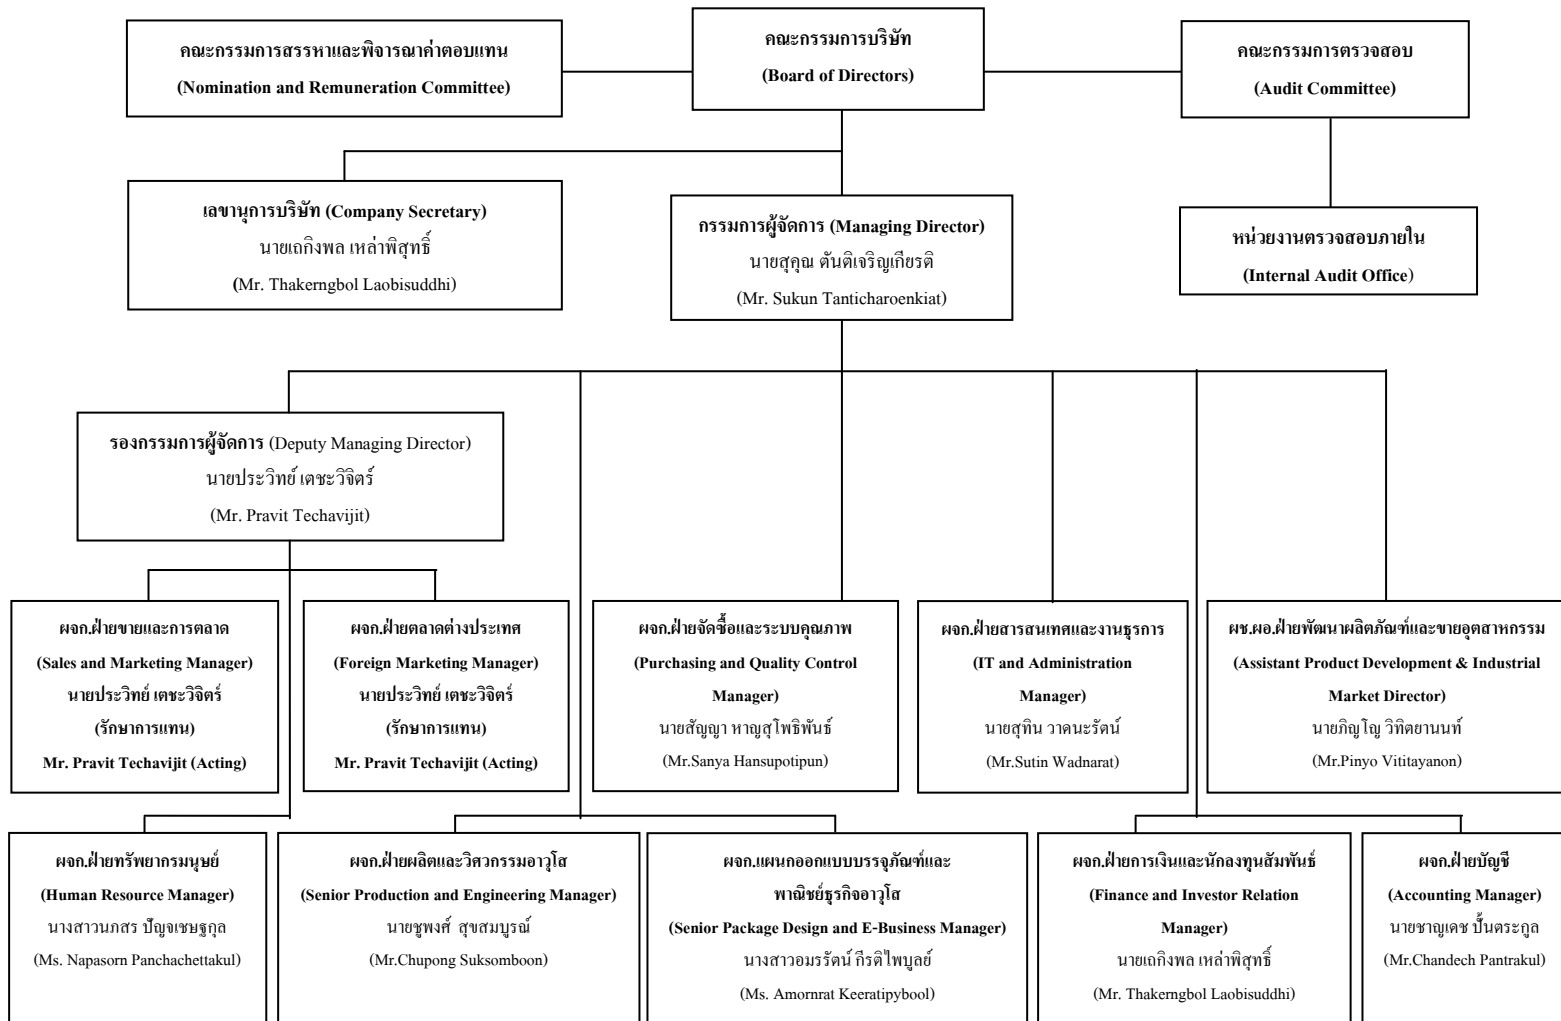 คณะกรรมการสรรหาและพิจารณาค่าตอบแทน
(Nomination and Remuneration Committee)
คณะกรรมการบริษัท
(Board of Directors)
คณะกรรมการตรวจสอบ
(Audit Committee)
เลขานุการบริษัท (Company Secretary)
นายเถกิงพล เหล่าพิสุทธิ์
(Mr. Thakerngbol Laobisuddhi)
กรรมการผู้จัดการ (Managing Director)
นายสุคุณ ตันติเจริญเกียรติ
(Mr. Sukun Tanticharoenkiat)
หน่วยงานตรวจสอบภายใน
(Internal Audit Office)
รองกรรมการผู้จัดการ (Deputy Managing Director)
นายประวิทย์ เตชะวิจิตร์
(Mr. Pravit Techavijit)
ผจก.ฝ่ายขายและการตลาด
(Sales and Marketing Manager)
นายประวิทย์ เตชะวิจิตร์
(รักษาการแทน)
Mr. Pravit Techavijit (Acting)
ผจก.ฝ่ายตลาดต่างประเทศ
(Foreign Marketing Manager)
นายประวิทย์ เตชะวิจิตร์
(รักษาการแทน)
Mr. Pravit Techavijit (Acting)
ผจก.ฝ่ายจัดซื้อและระบบคุณภาพ
(Purchasing and Quality Control
Manager)
นายสัญญา หาญสุโพธิพันธ์
(Mr.Sanya Hansupotipun)
ผจก.ฝ่ายสารสนเทศและงานธุรการ
(IT and Administration
Manager)
นายสุทิน วาดนะรัตน์
(Mr.Sutin Wadnarat)
ผช.ผอ.ฝ่ายพัฒนาผลิตภัณฑ์และขายอุตสาหกรรม
(Assistant Product Development & Industrial
Market Director)
นายภิญโญ วิทิตยานนท์
(Mr.Pinyo Vititayanon)
ผจก.ฝ่ายทรัพยากรมนุษย์
(Human Resource Manager)
นางสาวนภสร ปัญจเชษฐกุล
(Ms. Napasorn Panchachettakul)
ผจก.ฝ่ายผลิตและวิศวกรรมอาวุโส
(Senior Production and Engineering Manager)
นายชูพงศ์ สุขสมบูรณ์
(Mr.Chupong Suksomboon)
ผจก.แผนกออกแบบบรรจุภัณฑ์และ
พาณิชย์ธุรกิจอาวุโส
(Senior Package Design and E-Business Manager)
นางสาวอมรรัตน์ กีรติไพบูลย์
(Ms. Amornrat Keeratipybool)
ผจก.ฝ่ายการเงินและนักลงทุนสัมพันธ์
(Finance and Investor Relation
Manager)
นายเถกิงพล เหล่าพิสุทธิ์
(Mr. Thakerngbol Laobisuddhi)
ผจก.ฝ่ายบัญชี
(Accounting Manager)
นายชาญเดช ปั้นตระกูล
(Mr.Chandech Pantrakul)